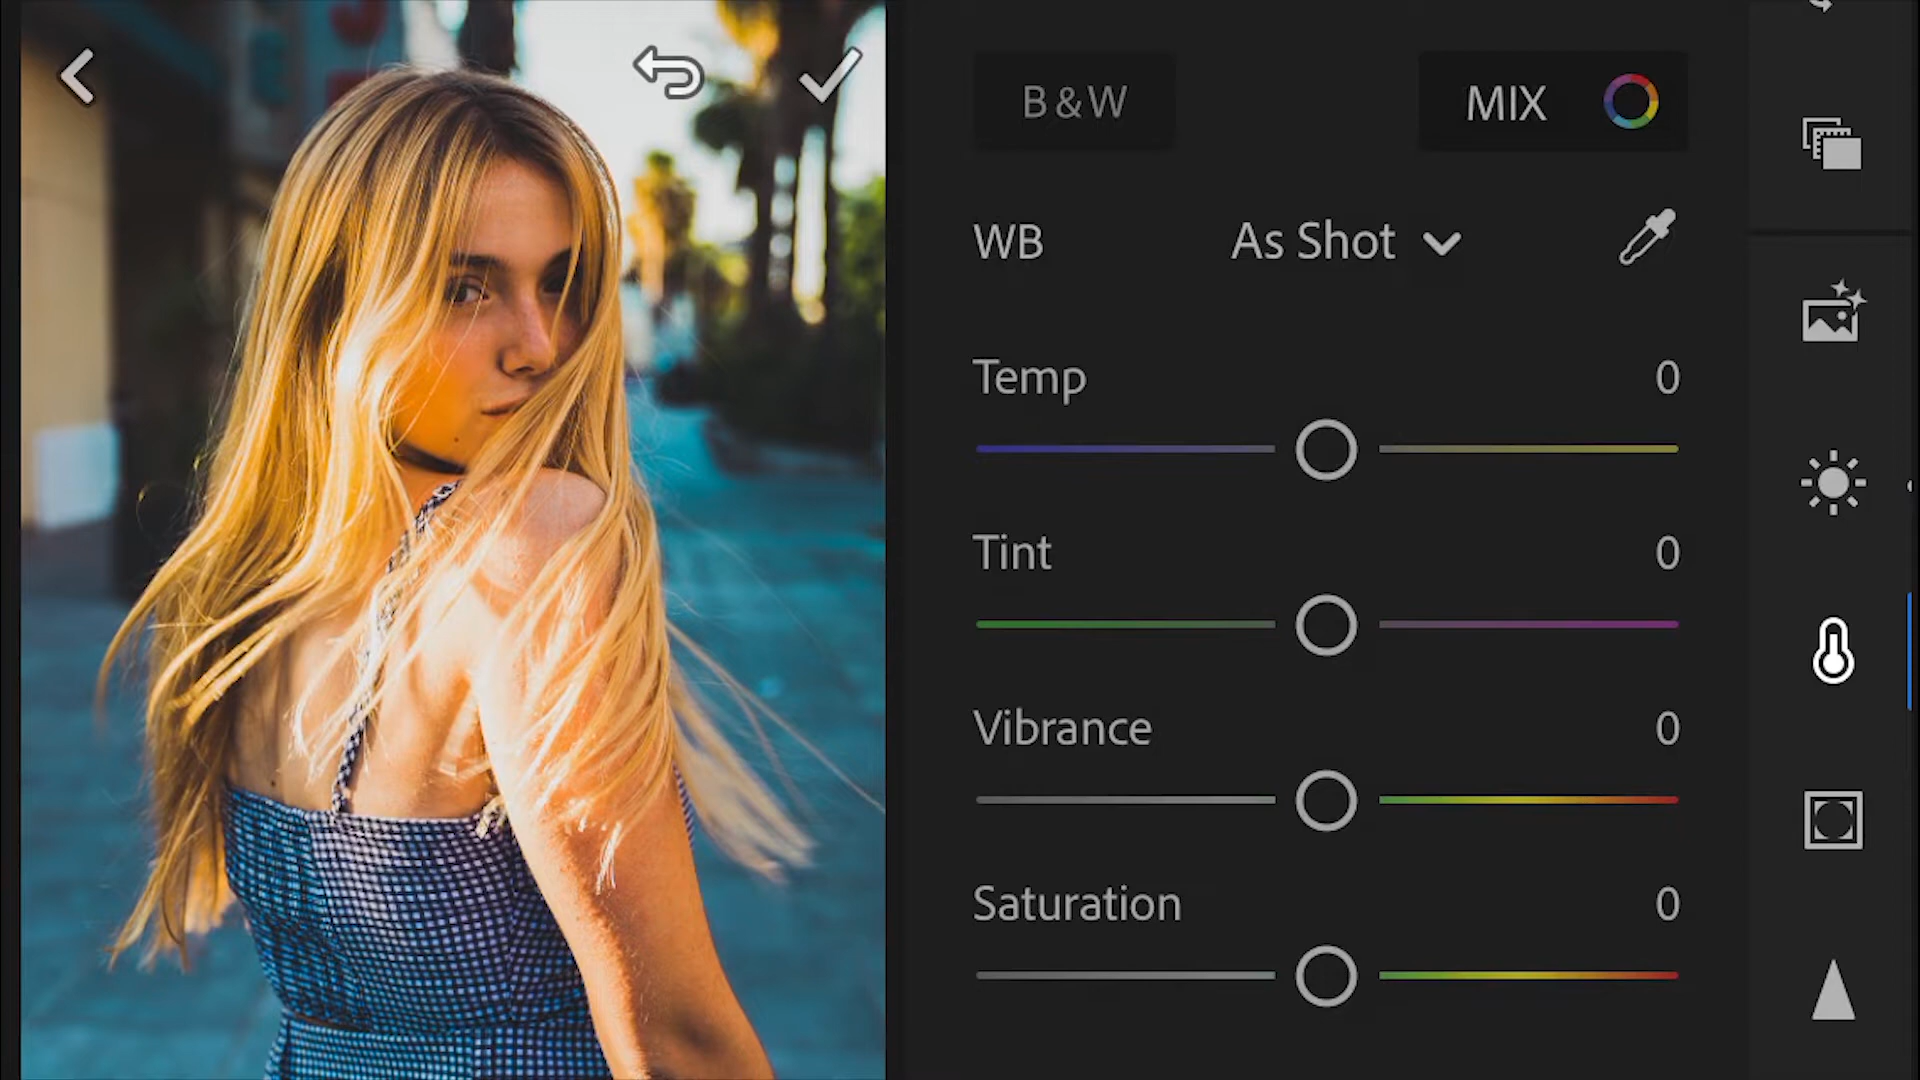 B&W
MIX
WB
As Shot
Temp
0
Tint
0
Vibrance
0
Saturation
0